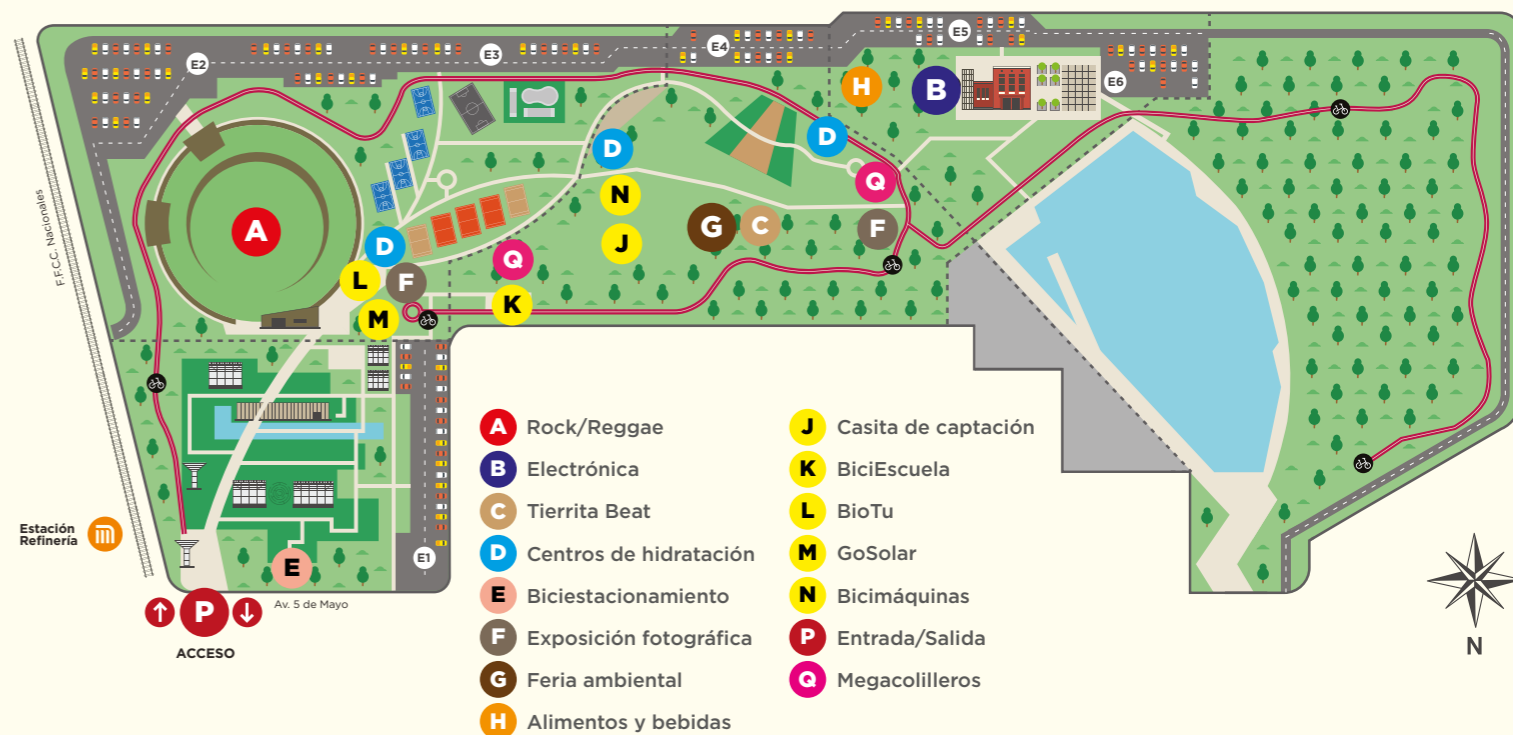 E2
E3
E4
E5
E6
H
B
D
D
Q
N
A
G
C
F
J
D
Q
L
F
K
M
F.F.C.C. Nacionales
E1
Estación
Refinería
E
P
Av. 5 de Mayo
ACCESO
A Rock/Reggae
B Electrónica
C Tierrita Beat
D Centros de hidratación
E Biciestacionamiento
F Exposición fotográfica
G Feria ambiental
H Alimentos y bebidas
J Casita de captación
K BiciEscuela
L BioTu
M GoSolar
N Bicimáquinas
P Entrada/Salida
Q Megacolilleros
N